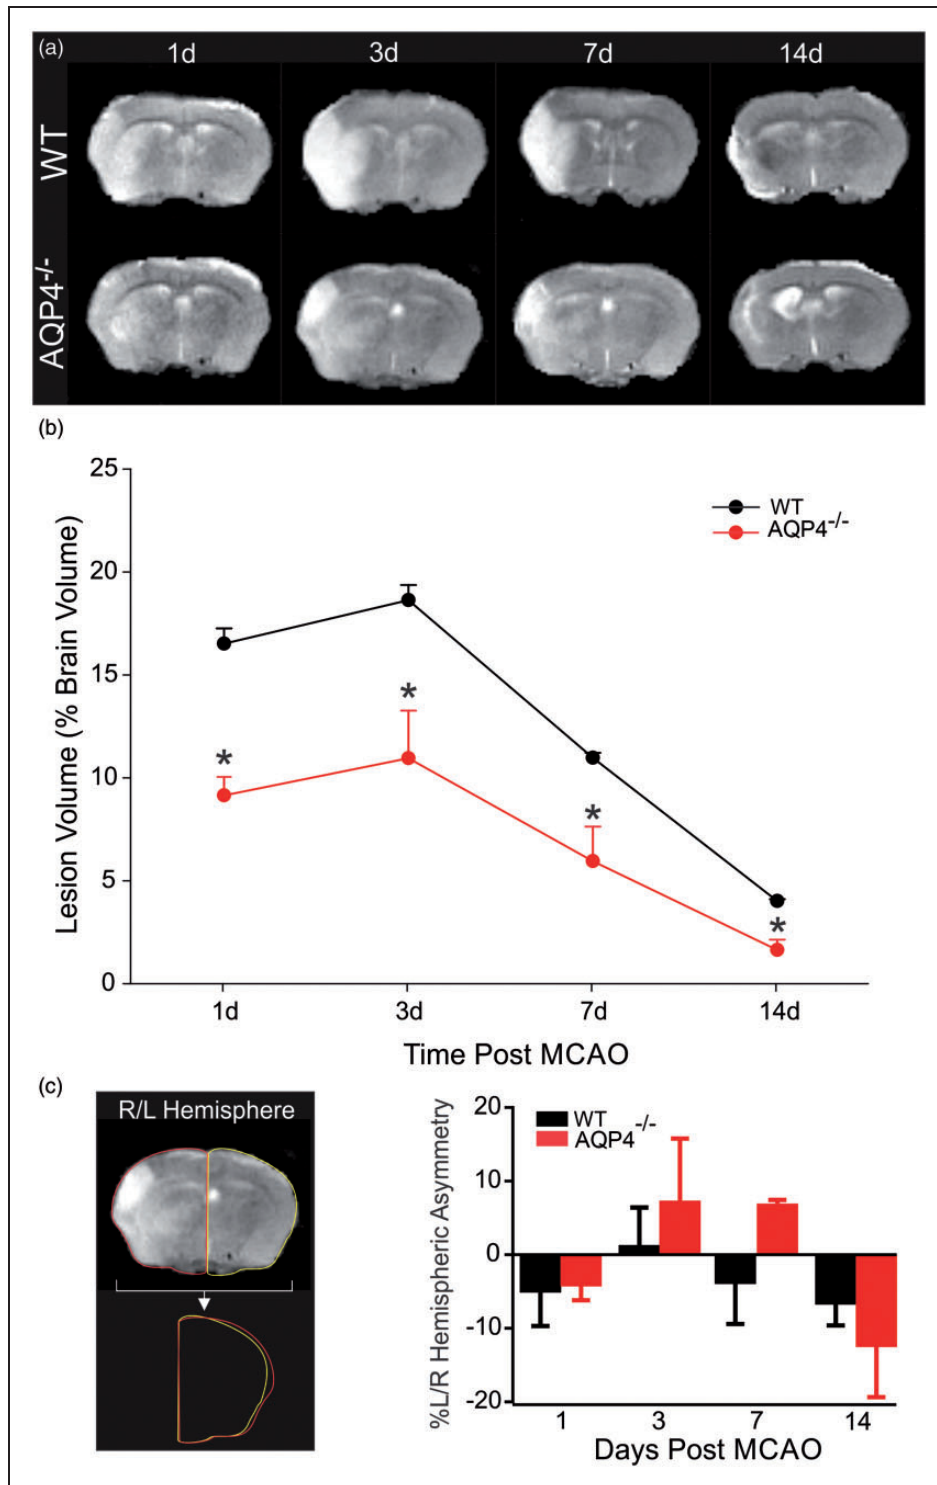 (a)
1d 3d 7d 14d
WT
AQP4-/-
(b)
Lesion Volume (% Brain Volume)
25
20
15
10
5
0
WT
AQP4-/-
*
*
*
*
1d 3d 7d 14d
Time Post MCAO
(c)
R/L Hemisphere
%L/R Hemispheric Asymmetry
20
10
0
-10
-20
WT
AQP4-/-
1 3 7 14
Days Post MCAO